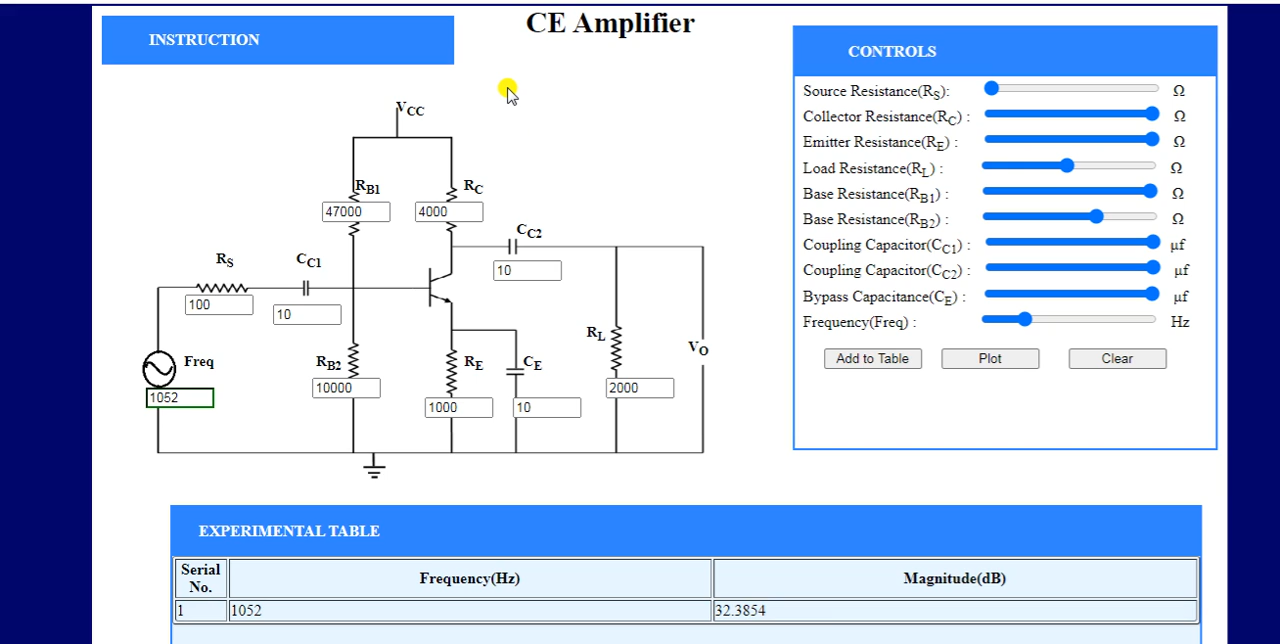 CE Amplifier
INSTRUCTION
VCC
RB1
RC
47000
4000
CC2
10
RS
CC1
100
10
Freq
1052
RB2
10000
RE
1000
CE
10
RL
2000
VO
CONTROLS
Source Resistance(RS): Ω
Collector Resistance(RC) : Ω
Emitter Resistance(RE) : Ω
Load Resistance(RL) : Ω
Base Resistance(RB1) : Ω
Base Resistance(RB2) : Ω
Coupling Capacitor(CC1) : μf
Coupling Capacitor(CC2) : μf
Bypass Capacitance(CE) : μf
Frequency(Freq) : Hz
Add to Table Plot Clear
EXPERIMENTAL TABLE
Serial No. Frequency(Hz) Magnitude(dB)
1 1052 32.3854